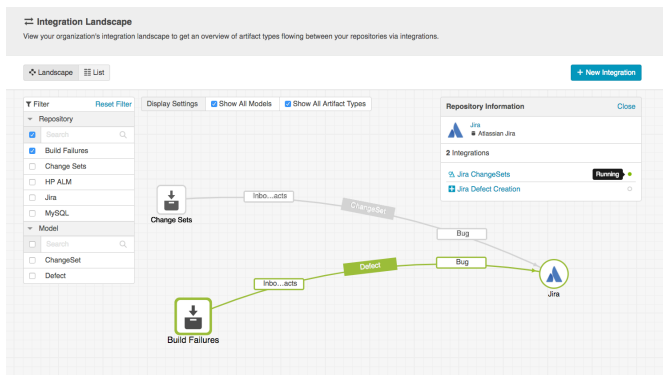 Integration Landscape
View your organization's integration landscape to get an overview of artifact types flowing between your repositories via integrations.
Landscape
List
+ New Integration
Filter
Reset Filter
Repository
Search
Build Failures
Change Sets
HP ALM
Jira
MySQL
Model
Search
ChangeSet
Defect
Display Settings
Show All Models
Show All Artifact Types
Inbo...acts
ChangeSet
Bug
Change Sets
Inbo...acts
Defect
Bug
Build Failures
Jira
Repository Information
Close
Jira
Atlassian Jira
2 Integrations
Jira ChangeSets
Running
Jira Defect Creation